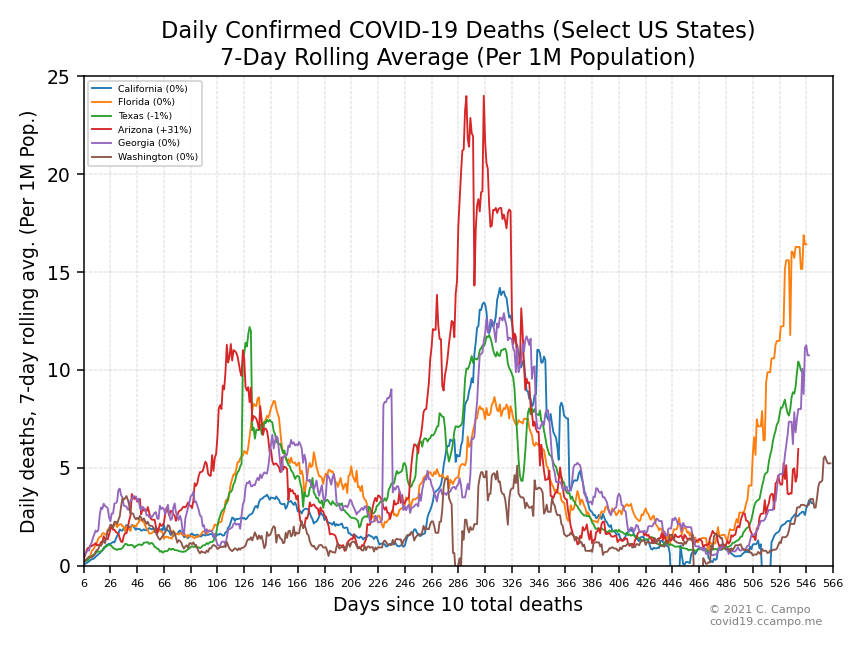 Daily Confirmed COVID-19 Deaths (Select US States)
7-Day Rolling Average (Per 1M Population)
Daily deaths, 7-day rolling avg. (Per 1M Pop.)
25
20
15
10
5
0
California (0%)
Florida (0%)
Texas (-1%)
Arizona (+31%)
Georgia (0%)
Washington (0%)
6 26 46 66 86 106 126 146 166 186 206 226 246 266 286 306 326 346 366 386 406 426 446 466 486 506 526 546 566
Days since 10 total deaths
© 2021 C. Campo
covid19.ccampo.me